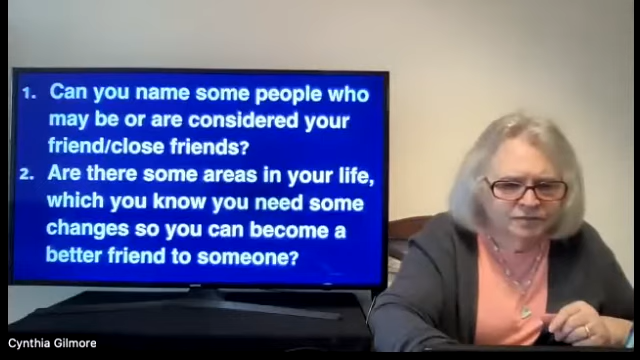 1. Can you name some people who
may be or are considered your
friend/close friends?
2. Are there some areas in your life,
which you know you need some
changes so you can become a
better friend to someone?
Cynthia Gilmore